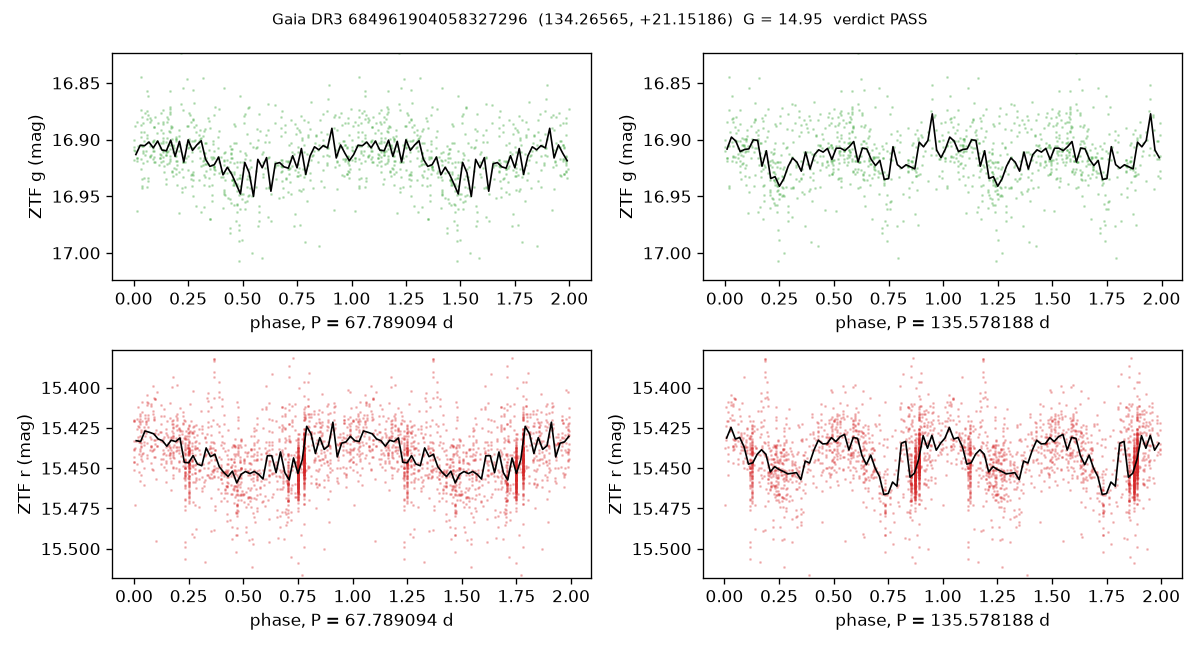 Gaia DR3 684961904058327296  (134.26565, +21.15186)  G = 14.95  verdict PASS
ZTF g (mag)
16.85
16.90
16.95
17.00
0.00 0.25 0.50 0.75 1.00 1.25 1.50 1.75 2.00
phase, P = 67.789094 d
ZTF g (mag)
16.85
16.90
16.95
17.00
0.00 0.25 0.50 0.75 1.00 1.25 1.50 1.75 2.00
phase, P = 135.578188 d
ZTF r (mag)
15.400
15.425
15.450
15.475
15.500
0.00 0.25 0.50 0.75 1.00 1.25 1.50 1.75 2.00
phase, P = 67.789094 d
ZTF r (mag)
15.400
15.425
15.450
15.475
15.500
0.00 0.25 0.50 0.75 1.00 1.25 1.50 1.75 2.00
phase, P = 135.578188 d